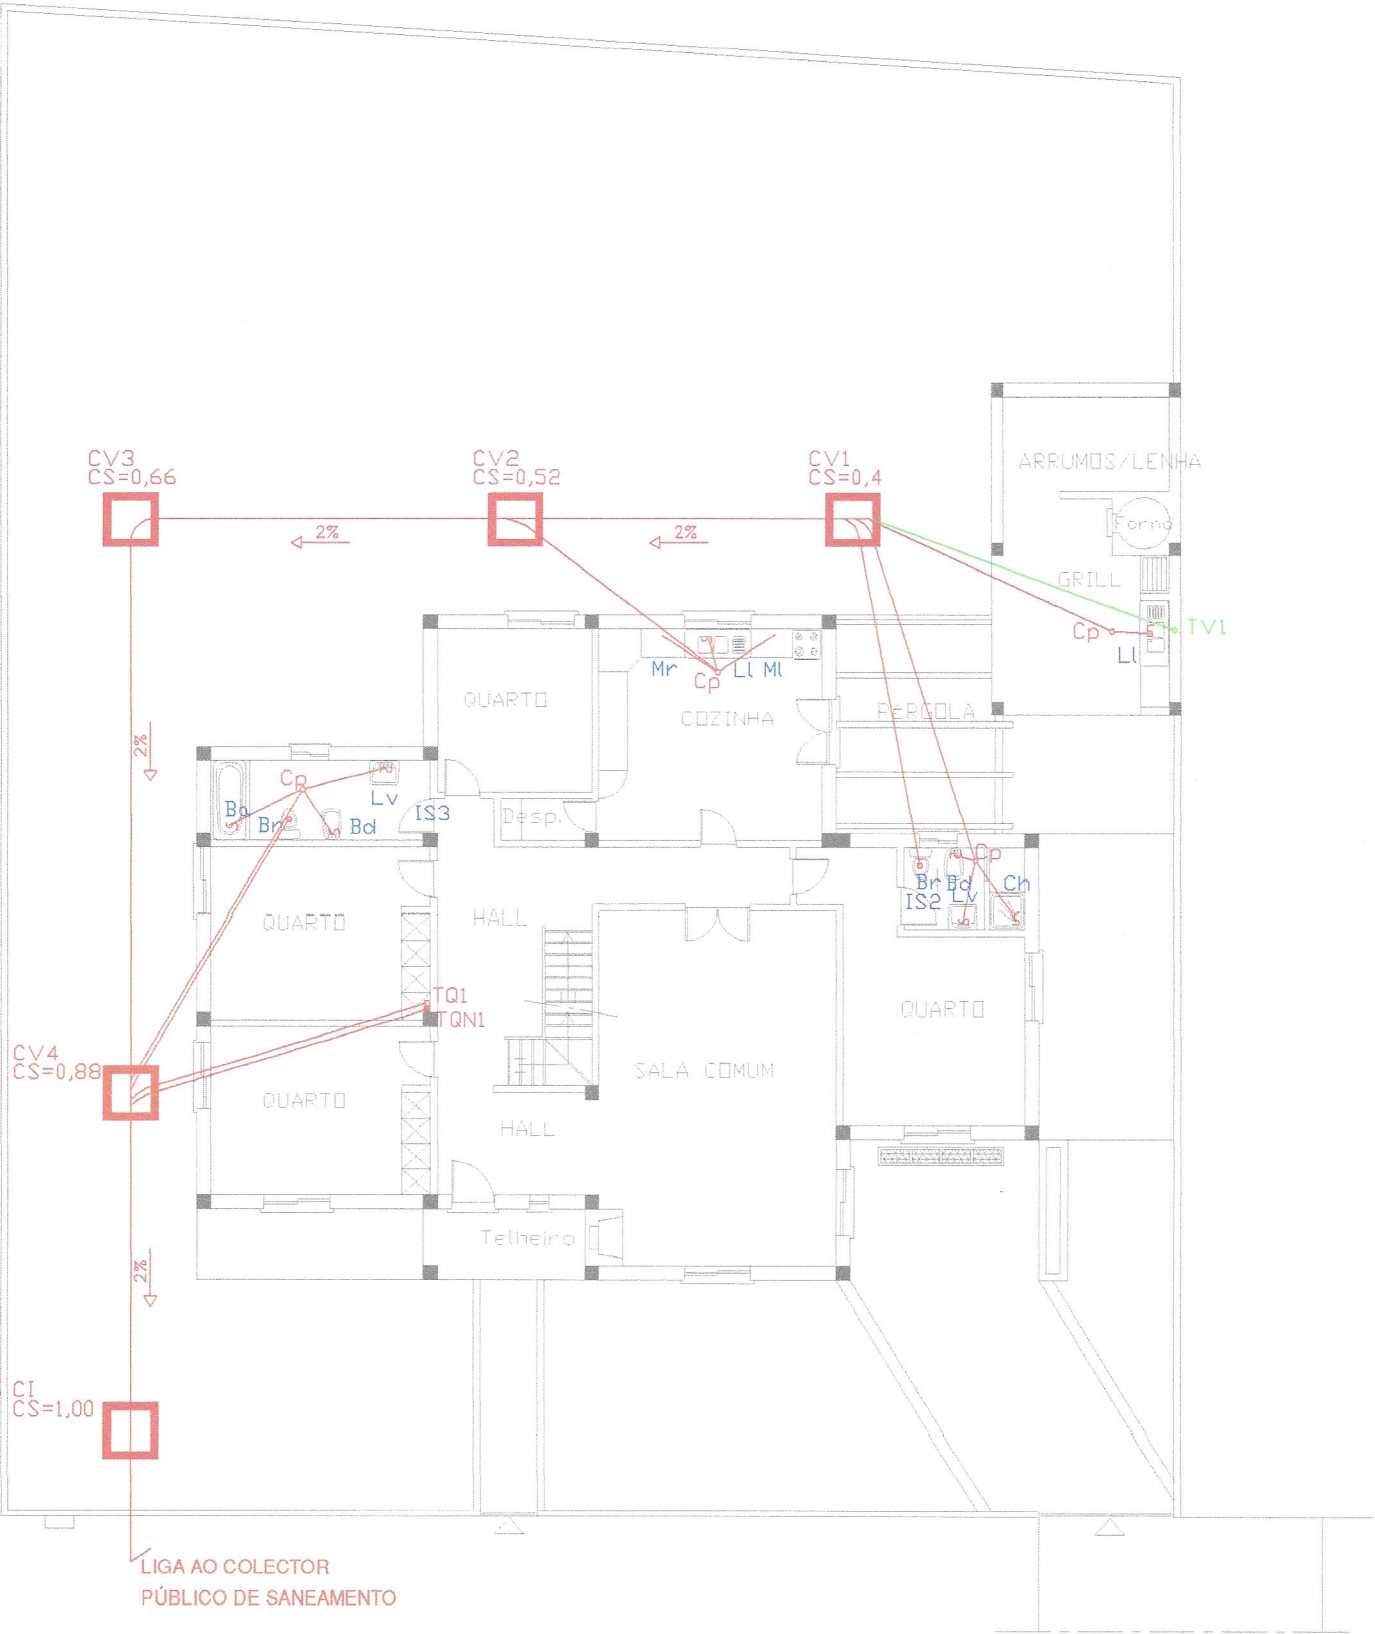 CV3
CS=0,66
CV2
CS=0,52
CV1
CS=0,4
ARRUMOS/LENHA
Forno
2%
2%
GRILL
Cp
TV1
Ll
Mr
Cp
Ll
Ml
QUARTO
COZINHA
PÉRGOLA
2%
Cp
Lv
Ba
Br
Bd
IS3
Desp.
Cp
Br
Bd
Ch
IS2
Lv
QUARTO
HALL
TQ1
TQN1
QUARTO
CV4
CS=0,88
SALA COMUM
QUARTO
HALL
Telheiro
2%
CI
CS=1,00
LIGA AO COLECTOR
PÚBLICO DE SANEAMENTO